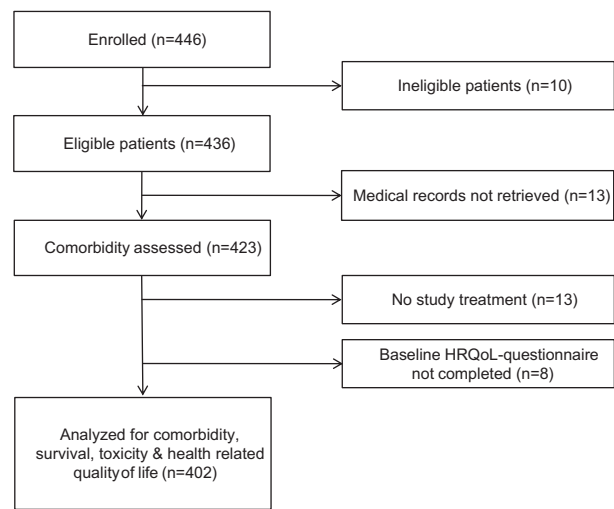 Enrolled (n=446)
Ineligible patients (n=10)
Eligible patients (n=436)
Medical records not retrieved (n=13)
Comorbidity assessed (n=423)
No study treatment (n=13)
Baseline HRQoL-questionnaire
not completed (n=8)
Analyzed for comorbidity,
survival, toxicity & health related
quality of life (n=402)